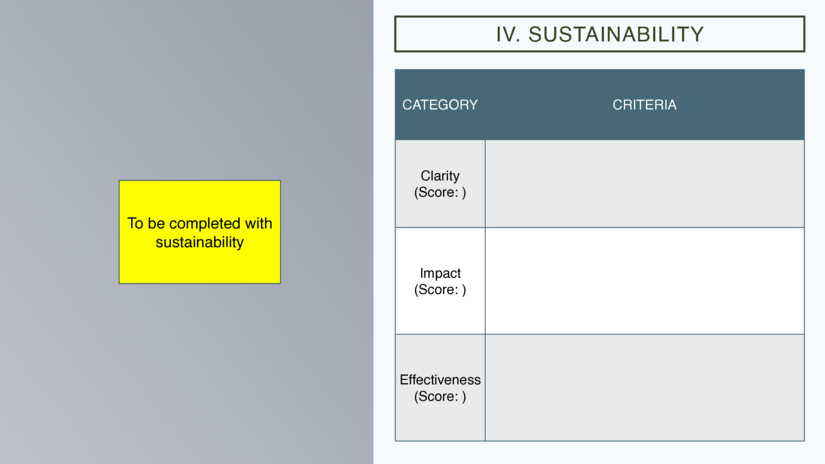 To be completed with
sustainability
IV. SUSTAINABILITY
CATEGORY
CRITERIA
Clarity
(Score: )
Impact
(Score: )
Effectiveness
(Score: )